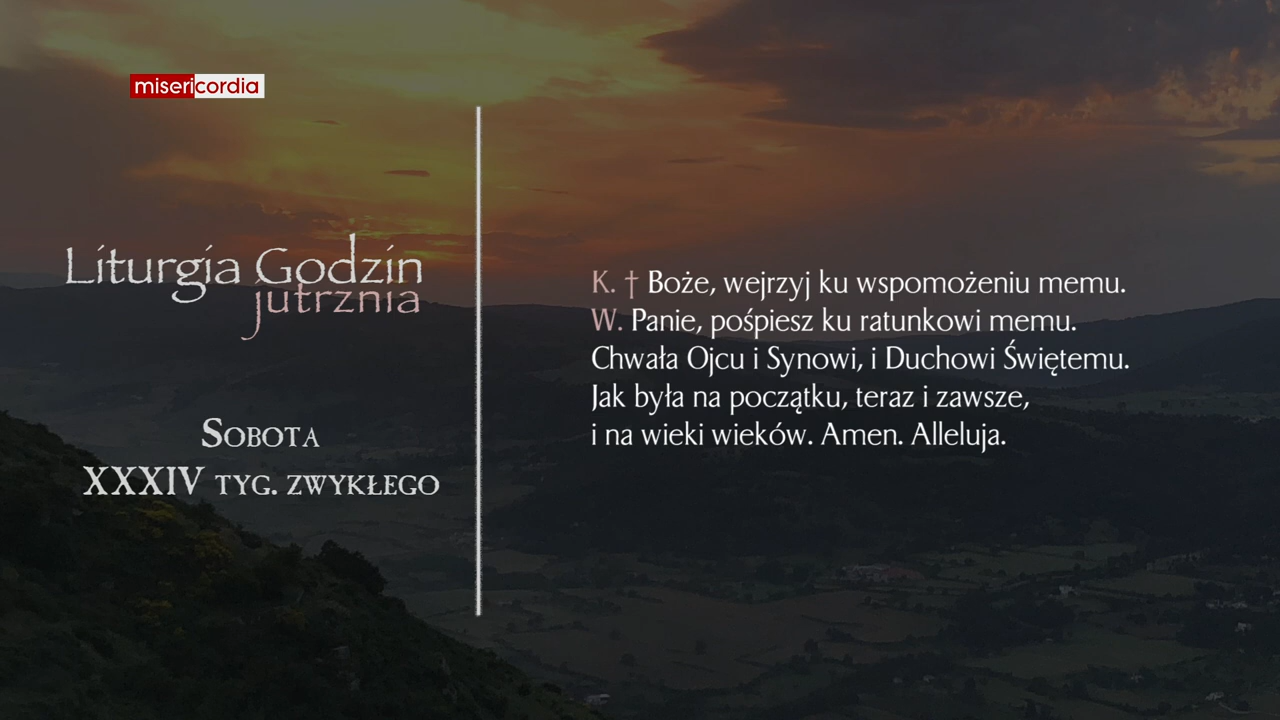 misericordia
Liturgia Godzin
jutrznia
Sobota
XXXIV tyg. zwykłego
K. † Boże, wejrzyj ku wspomożeniu memu.
W. Panie, pośpiesz ku ratunkowi memu.
Chwała Ojcu i Synowi, i Duchowi Świętemu.
Jak była na początku, teraz i zawsze,
i na wieki wieków. Amen. Alleluja.